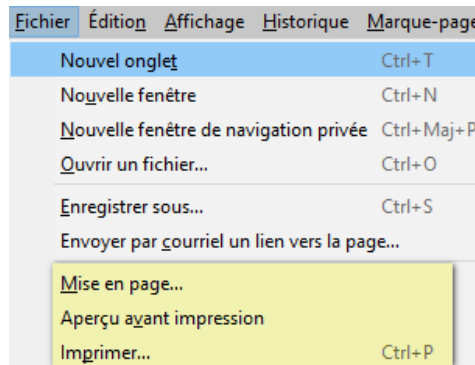 Fichier Édition Affichage Historique Marque-page
Nouvel onglet Ctrl+T
Nouvelle fenêtre Ctrl+N
Nouvelle fenêtre de navigation privée Ctrl+Maj+P
Ouvrir un fichier... Ctrl+O
Enregistrer sous... Ctrl+S
Envoyer par courriel un lien vers la page...
Mise en page...
Aperçu avant impression
Imprimer... Ctrl+P